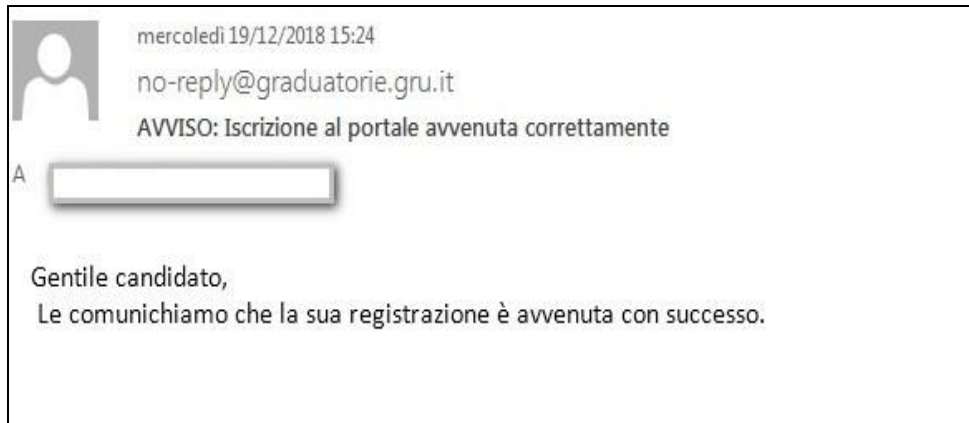 mercoledì 19/12/2018 15:24
no-reply@graduatorie.gru.it
AVVISO: Iscrizione al portale avvenuta correttamente
A
Gentile candidato,
Le comunichiamo che la sua registrazione è avvenuta con successo.